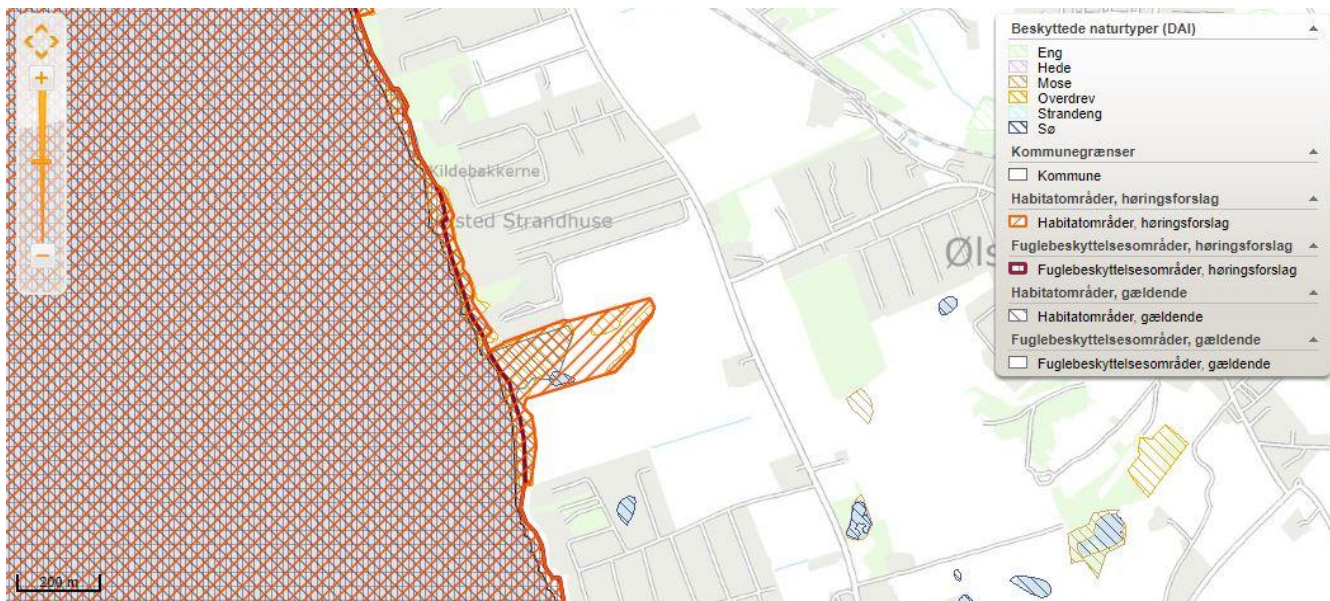 Kildebakkerne
sted Strandhuse
Øls
200 m
Beskyttede naturtyper (DAI)
Eng
Hede
Mose
Overdrev
Strandeng
Sø
Kommunegrænser
Kommune
Habitatområder, høringsforslag
Habitatområder, høringsforslag
Fuglebeskyttelsesområder, høringsforslag
Fuglebeskyttelsesområder, høringsforslag
Habitatområder, gældende
Habitatområder, gældende
Fuglebeskyttelsesområder, gældende
Fuglebeskyttelsesområder, gældende